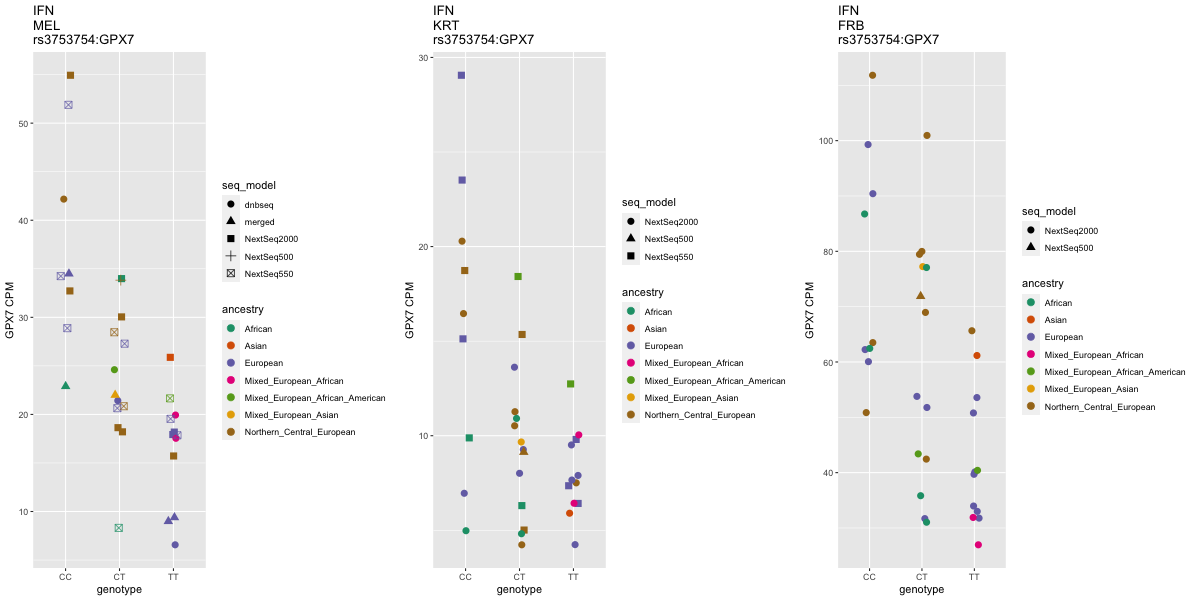 IFN
MEL
rs3753754:GPX7
GPX7 CPM
50
40
30
20
10
CC
CT
TT
genotype
seq_model
dnbseq
merged
NextSeq2000
NextSeq500
NextSeq550
ancestry
African
Asian
European
Mixed_European_African
Mixed_European_African_American
Mixed_European_Asian
Northern_Central_European
IFN
KRT
rs3753754:GPX7
GPX7 CPM
30
20
10
CC
CT
TT
genotype
seq_model
NextSeq2000
NextSeq500
NextSeq550
ancestry
African
Asian
European
Mixed_European_African
Mixed_European_African_American
Mixed_European_Asian
Northern_Central_European
IFN
FRB
rs3753754:GPX7
GPX7 CPM
100
80
60
40
CC
CT
TT
genotype
seq_model
NextSeq2000
NextSeq500
ancestry
African
Asian
European
Mixed_European_African
Mixed_European_African_American
Mixed_European_Asian
Northern_Central_European